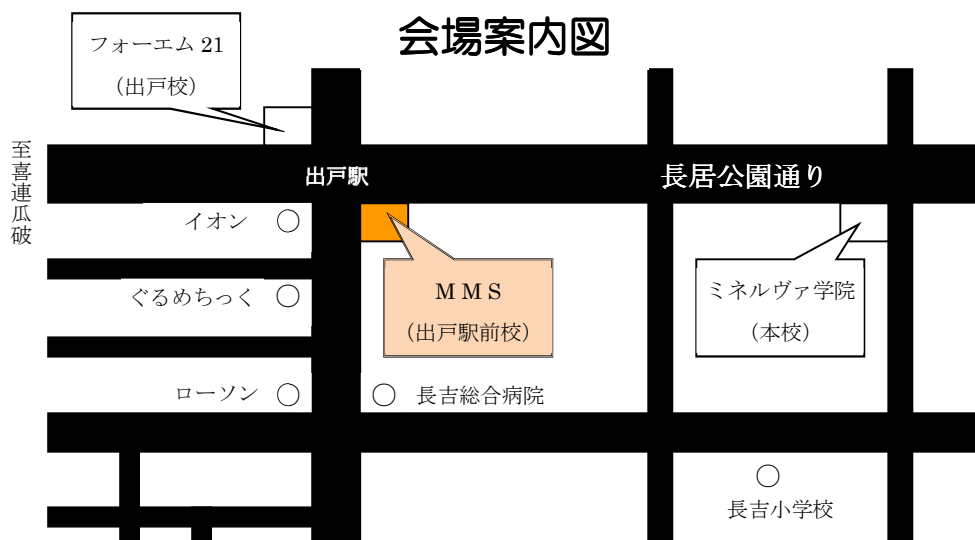 会場案内図
フォーエム 21
（出戸校）
至喜連瓜破
出戸駅
長居公園通り
イオン
ＭＭＳ
（出戸駅前校）
ミネルヴァ学院
（本校）
ぐるめちっく
ローソン
長吉総合病院
長吉小学校